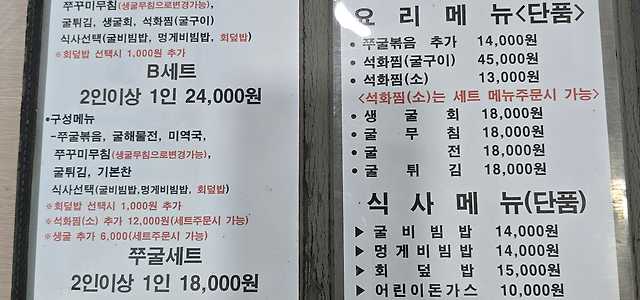 쭈꾸미무침(생굴무침으로변경가능),
굴튀김, 생굴회, 석화찜(굴구이)
식사선택(굴비빔밥, 멍게비빔밥, 회덮밥)
※회덮밥 선택시 1,000원 추가
B세트
2인이상 1인 24,000원
•구성메뉴
-쭈굴볶음, 굴해물전, 미역국,
쭈꾸미무침(생굴무침으로변경가능),
굴튀김, 기본찬
식사선택(굴비빔밥,멍게비빔밥, 회덮밥)
※회덮밥 선택시 1,000원 추가
※석화찜(소) 추가 12,000원(세트주문시 가능)
※생굴 추가 6,000(세트주문시 가능)
쭈굴세트
2인이상 1인 18,000원
요리메뉴<단품>
• 쭈굴볶음 추가 14,000원
• 석화찜(굴구이) 45,000원
• 석화찜(소) 13,000원
<석화찜(소)는 세트 메뉴주문시 가능>
• 생굴회 18,000원
• 굴무침 18,000원
• 굴전 18,000원
• 굴튀김 18,000원
식사메뉴(단품)
▶ 굴비빔밥 14,000원
▶ 멍게비빔밥 14,000원
▶ 회덮밥 15,000원
▶ 어린이돈가스 10,000원